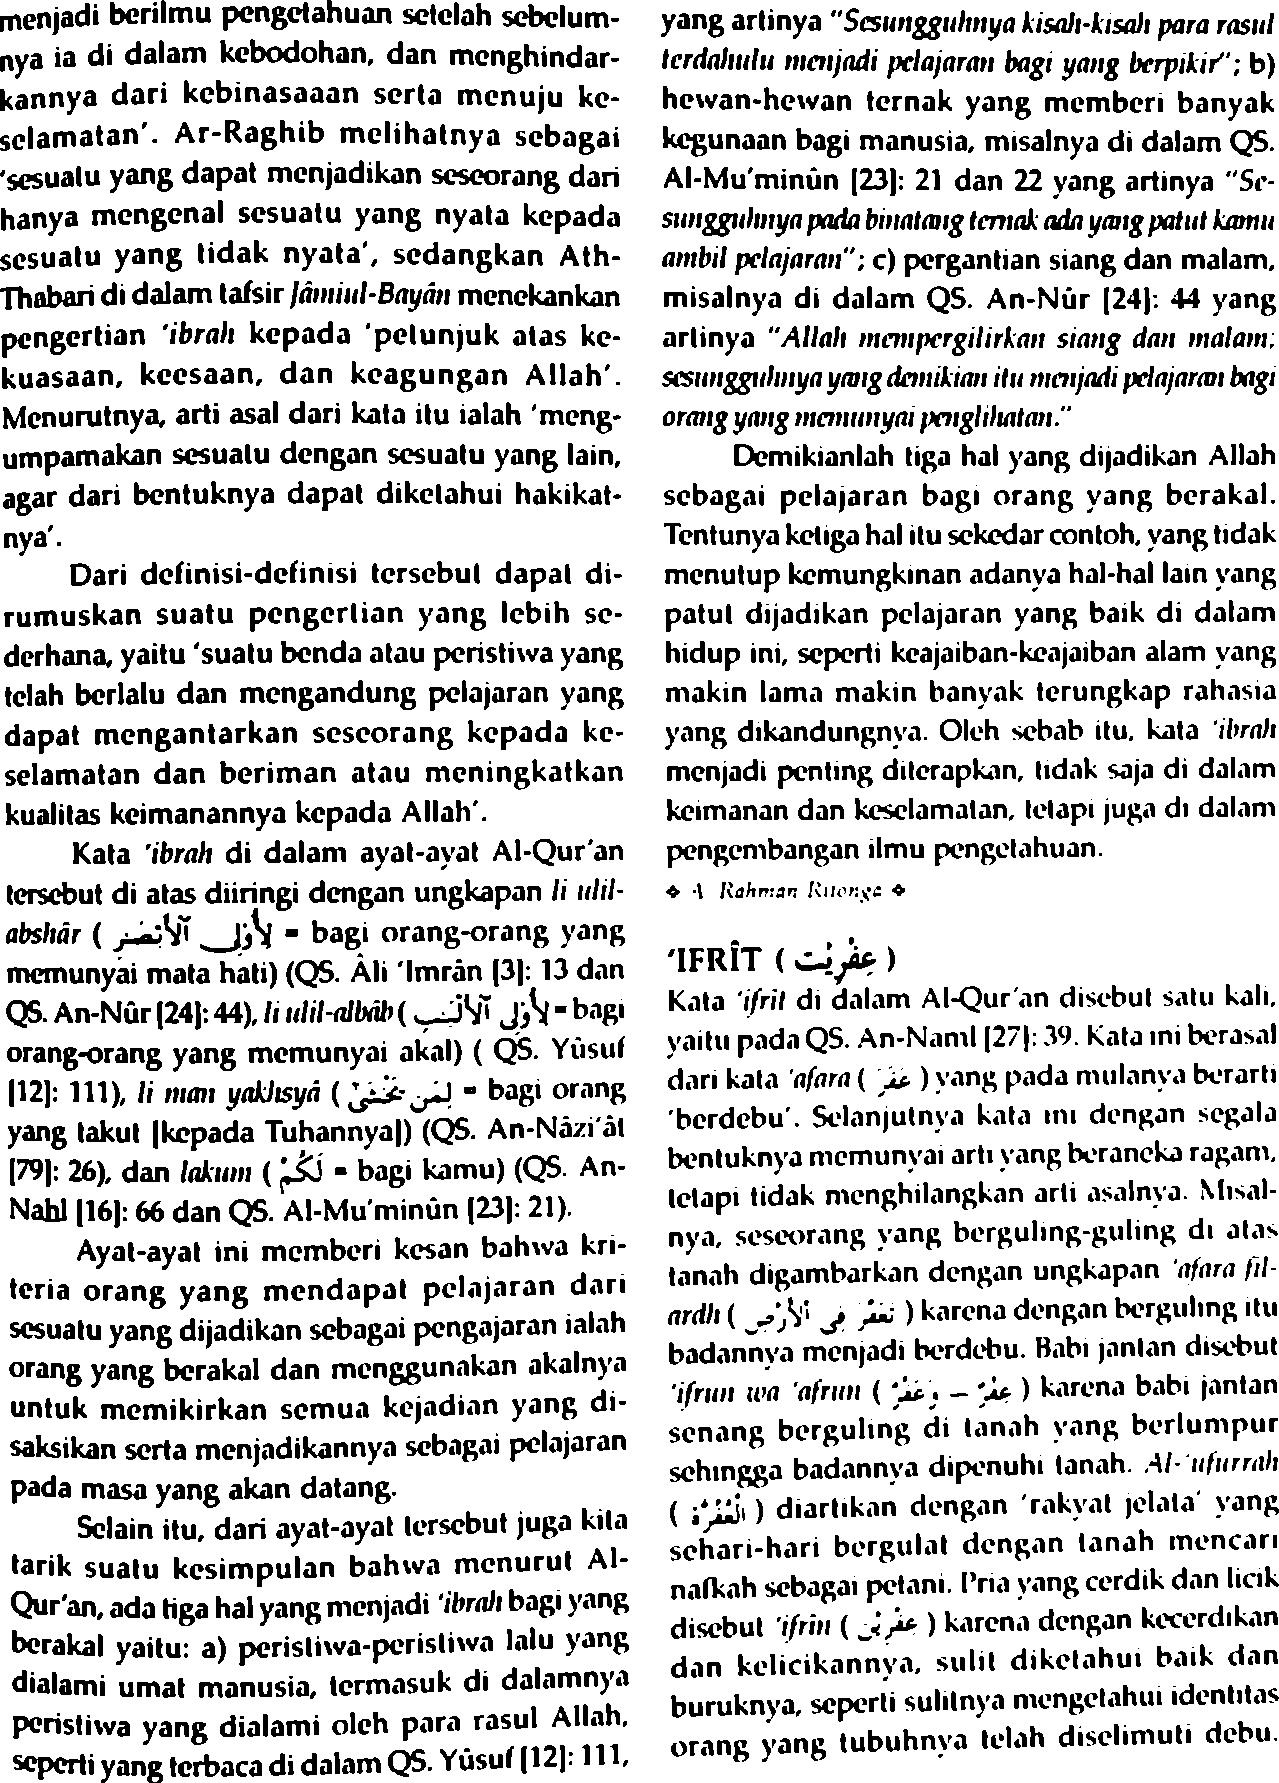 menjadi berilmu pengetahuan setelah sebelum-
nya ia di dalam kebodohan, dan menghindar-
kannya dari kebinasaaan serta menuju ke-
selamatan'. Ar-Raghib melihatnya sebagai
'sesuatu yang dapat menjadikan seseorang dari
hanya mengenal sesuatu yang nyata kepada
sesuatu yang tidak nyata', sedangkan Ath-
Thabari di dalam tafsir Jâmiul-Bayân menekankan
pengertian 'ibrah kepada 'petunjuk atas ke-
kuasaan, keesaan, dan keagungan Allah'.
Menurutnya, arti asal dari kata itu ialah 'meng-
umpamakan sesuatu dengan sesuatu yang lain,
agar dari bentuknya dapat diketahui hakikat-
nya'.
Dari definisi-definisi tersebut dapat di-
rumuskan suatu pengertian yang lebih se-
derhana, yaitu 'suatu benda atau peristiwa yang
telah berlalu dan mengandung pelajaran yang
dapat mengantarkan seseorang kepada ke-
selamatan dan beriman atau meningkatkan
kualitas keimanannya kepada Allah'.
Kata 'ibrah di dalam ayat-ayat Al-Qur'an
tersebut di atas diiringi dengan ungkapan li ulil-
abshâr ( = bagi orang-orang yang
memunyai mata hati) (QS. Âli 'Imrân [3]: 13 dan
QS. An-Nûr [24]: 44), li ulil-albâb ( = bagi
orang-orang yang memunyai akal) ( QS. Yûsuf
[12]: 111), li man yakhsyâ ( = bagi orang
yang takut [kepada Tuhannya]) (QS. An-Nâzi'ât
[79]: 26), dan lakum ( لَكُمْ = bagi kamu) (QS. An-
Nahl [16]: 66 dan QS. Al-Mu'minûn [23]: 21).
Ayat-ayat ini memberi kesan bahwa kri-
teria orang yang mendapat pelajaran dari
sesuatu yang dijadikan sebagai pengajaran ialah
orang yang berakal dan menggunakan akalnya
untuk memikirkan semua kejadian yang di-
saksikan serta menjadikannya sebagai pelajaran
pada masa yang akan datang.
Selain itu, dari ayat-ayat tersebut juga kita
tarik suatu kesimpulan bahwa menurut Al-
Qur'an, ada tiga hal yang menjadi 'ibrah bagi yang
berakal yaitu: a) peristiwa-peristiwa lalu yang
dialami umat manusia, termasuk di dalamnya
peristiwa yang dialami oleh para rasul Allah,
seperti yang terbaca di dalam QS. Yûsuf [12]: 111,
yang artinya "Sesungguhnya kisah-kisah para rasul
terdahulu menjadi pelajaran bagi yang berpikir"; b)
hewan-hewan ternak yang memberi banyak
kegunaan bagi manusia, misalnya di dalam QS.
Al-Mu'minûn [23]: 21 dan 22 yang artinya "Se-
sungguhnya pada binatang ternak ada yang patut kamu
ambil pelajaran"; c) pergantian siang dan malam,
misalnya di dalam QS. An-Nûr [24]: 44 yang
artinya "Allah mempergilirkan siang dan malam;
sesungguhnya yang demikian itu menjadi pelajaran bagi
orang yang memunyai penglihatan."
Demikianlah tiga hal yang dijadikan Allah
sebagai pelajaran bagi orang yang berakal.
Tentunya ketiga hal itu sekedar contoh, yang tidak
menutup kemungkinan adanya hal-hal lain yang
patut dijadikan pelajaran yang baik di dalam
hidup ini, seperti keajaiban-keajaiban alam yang
makin lama makin banyak terungkap rahasia
yang dikandungnya. Oleh sebab itu, kata 'ibrah
menjadi penting diterapkan, tidak saja di dalam
keimanan dan keselamatan, tetapi juga di dalam
pengembangan ilmu pengetahuan.
❖ A. Rahman Ritonga ❖
'IFRÎT ( عِفْرِيْت )
Kata 'ifrît di dalam Al-Qur'an disebut satu kali,
yaitu pada QS. An-Naml [27]: 39. Kata ini berasal
dari kata 'afara ( عَفَرَ ) yang pada mulanya berarti
'berdebu'. Selanjutnya kata ini dengan segala
bentuknya memunyai arti yang beraneka ragam,
tetapi tidak menghilangkan arti asalnya. Misal-
nya, seseorang yang berguling-guling di atas
tanah digambarkan dengan ungkapan 'afara fil-
ardh ( ) karena dengan berguling itu
badannya menjadi berdebu. Babi jantan disebut
'ifrun wa 'afrun ( ) karena babi jantan
senang berguling di tanah yang berlumpur
sehingga badannya dipenuhi tanah. Al-'ufurrah
( ) diartikan dengan 'rakyat jelata' yang
sehari-hari bergulat dengan tanah mencari
nafkah sebagai petani. Pria yang cerdik dan licik
disebut 'ifrîn ( ) karena dengan kecerdikan
dan kelicikannya, sulit diketahui baik dan
buruknya, seperti sulitnya mengetahui identitas
orang yang tubuhnya telah diselimuti debu.